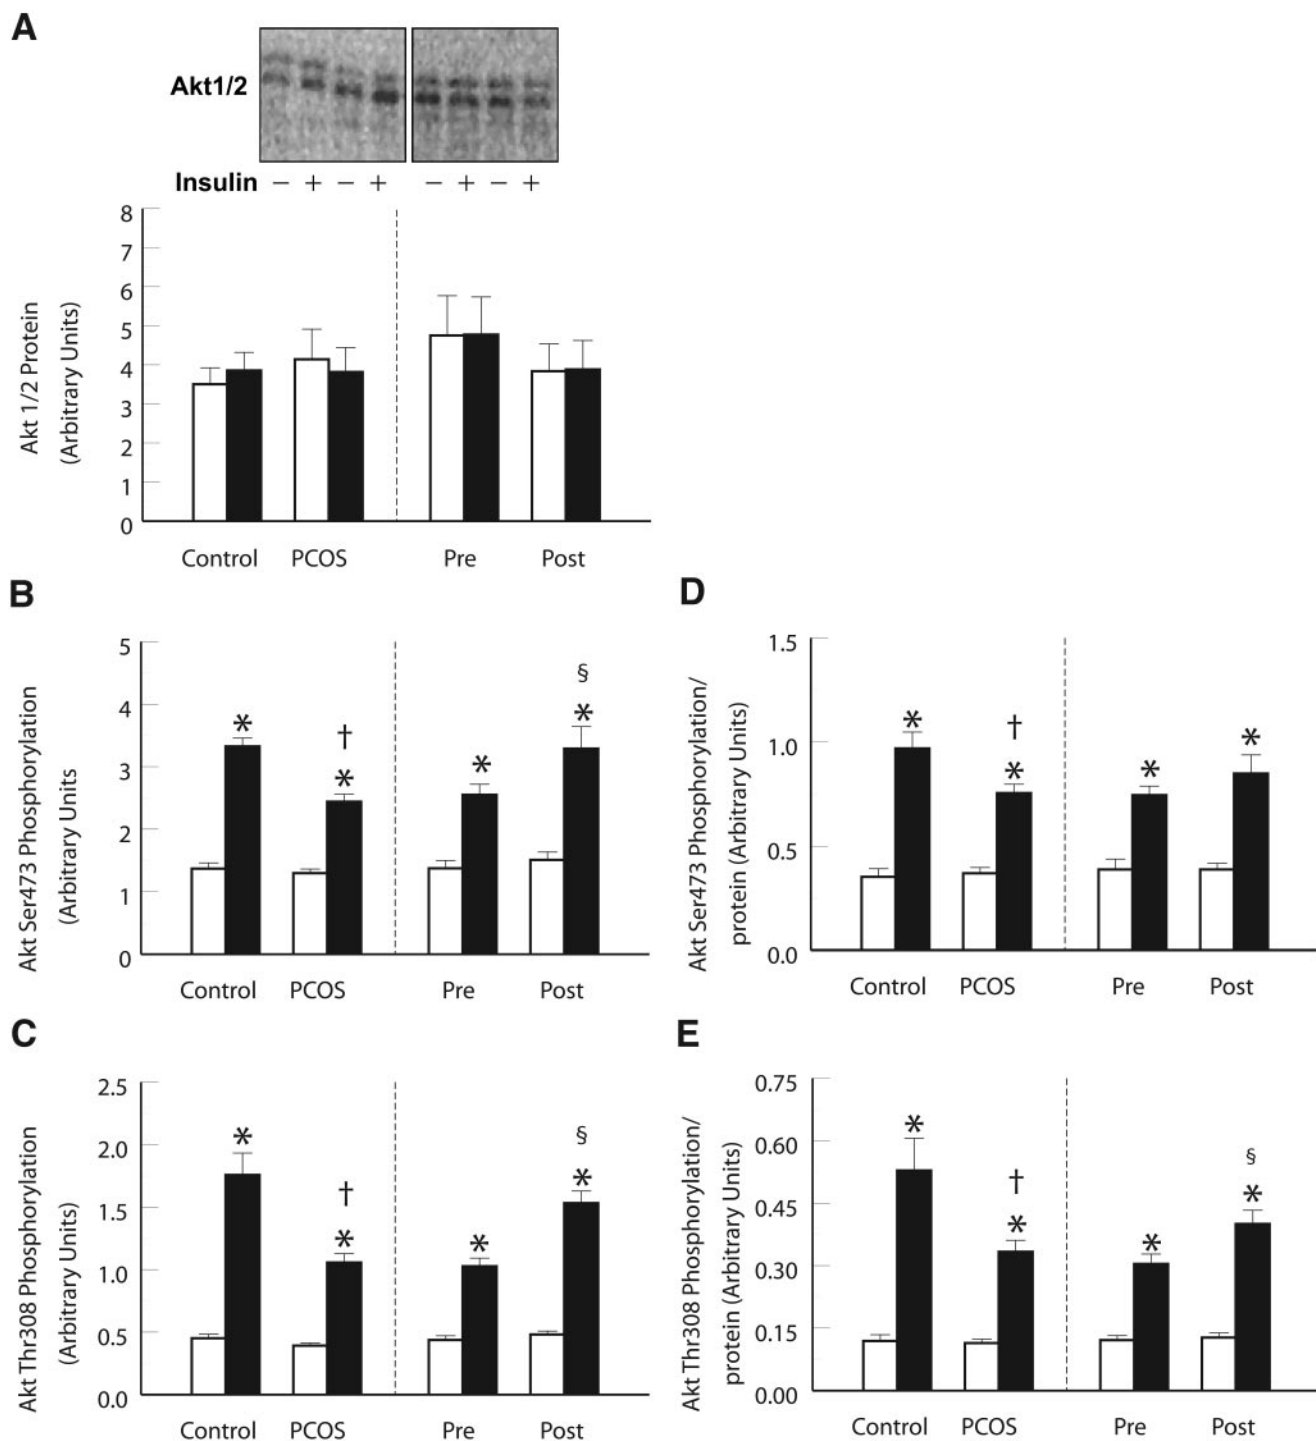 A
Akt1/2
Insulin − + − + − + − +
Akt 1/2 Protein
(Arbitrary Units)
8
7
6
5
4
3
2
1
0
Control PCOS Pre Post
B
Akt Ser473 Phosphorylation
(Arbitrary Units
5
4
3
2
1
0
* † * * § *
Control PCOS Pre Post
D
Akt Ser473 Phosphorylation/
protein (Arbitrary Units)
1.5
1.0
0.5
0.0
* † * * *
Control PCOS Pre Post
C
Akt Thr308 Phosphorylation
(Arbitrary Units)
2.5
2.0
1.5
1.0
0.5
0.0
* † * * § *
Control PCOS Pre Post
E
Akt Thr308 Phosphorylation/
protein (Arbitrary Units)
0.75
0.60
0.45
0.30
0.15
0.00
* † * * § *
Control PCOS Pre Post